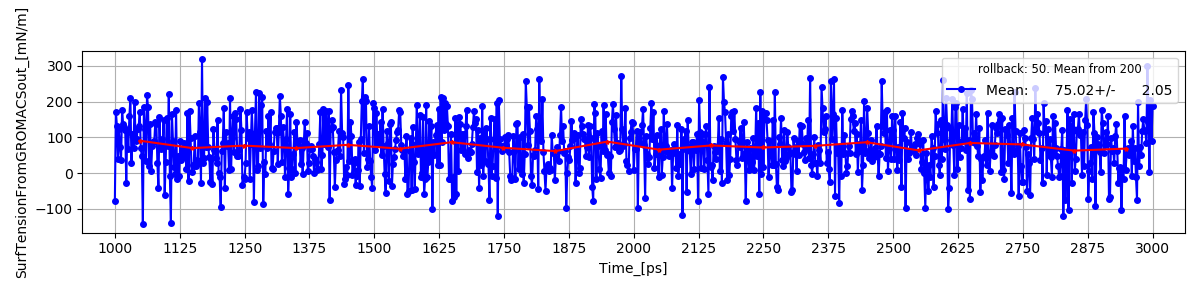 SurfTensionFromGROMACSout_[mN/m]
300
200
100
0
−100
rollback: 50. Mean from 200
Mean: 75.02+/- 2.05
1000 1125 1250 1375 1500 1625 1750 1875 2000 2125 2250 2375 2500 2625 2750 2875 3000
Time_[ps]